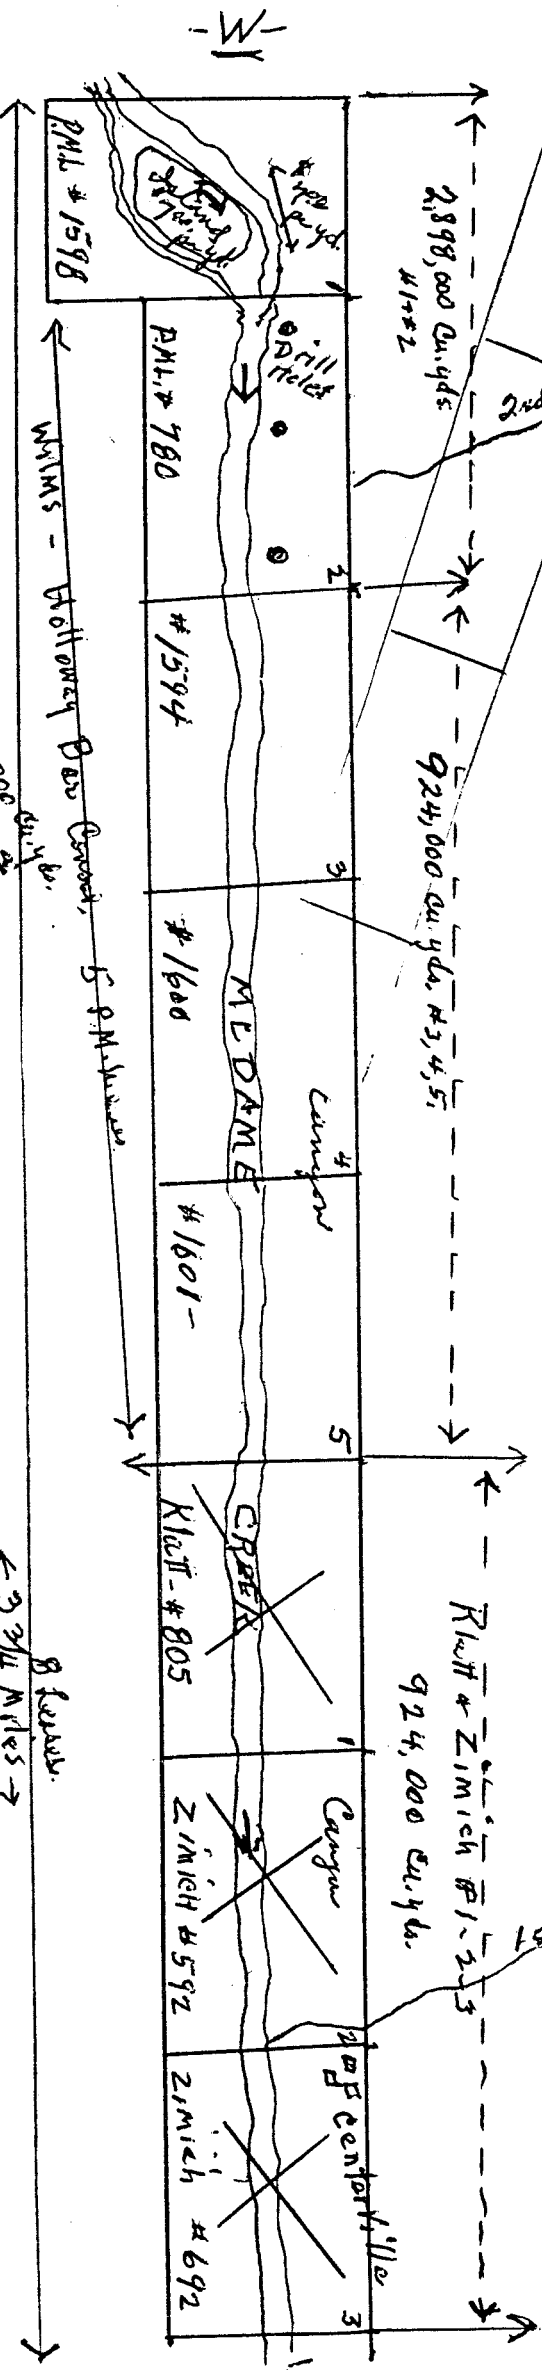 -W-
2,898,000 Cu.yds
#1+#2
2nd
924,000 cu.yds. #3,4,5,
Klatt & Zimich # 1-2-3
924,000 Cu.yds.
P.M.L. #1598
1
Drill
Holes
P.M.L. # 780
2
#1594
3
#1600
Canyon
4
#1601-
5
McDAME
CREEK
Klatt-#805
1
Canyon
Zimich #592
2
Centerville
Zimich #692
3
Wilms - Holloway Bar Consol. 5 P.M. Leases
cu.yds.
8 Leases.
← 3 3/4 Miles →